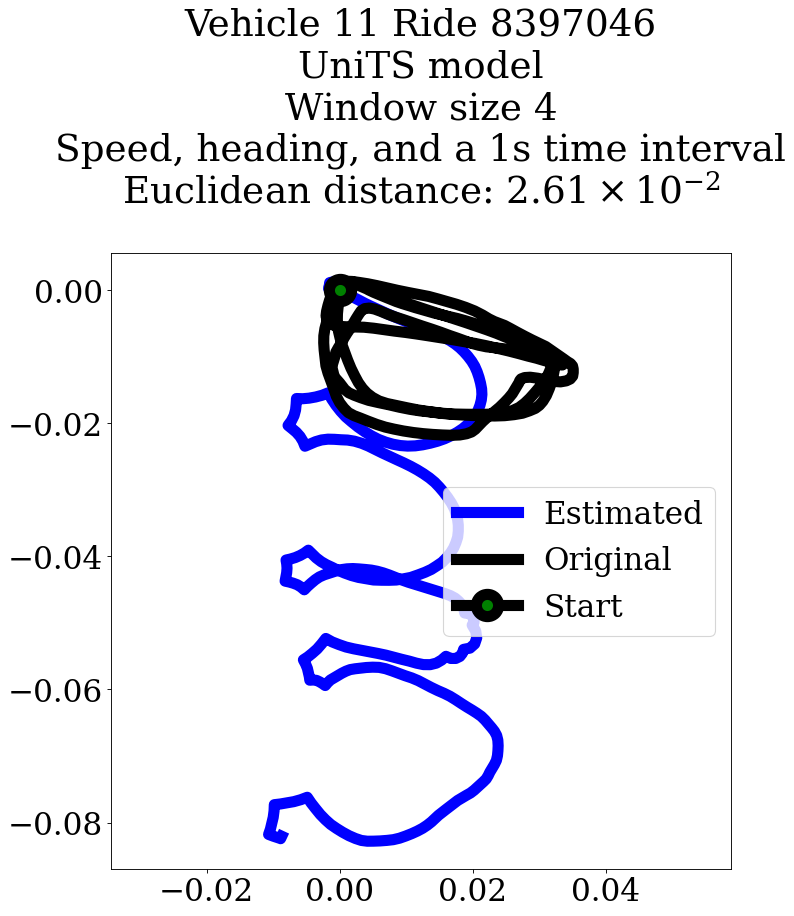 Vehicle 11 Ride 8397046
UniTS model
Window size 4
Speed, heading, and a 1s time interval
Euclidean distance: 2.61 × 10⁻²
0.00
−0.02
−0.04
−0.06
−0.08
Estimated
Original
Start
−0.02 0.00 0.02 0.04